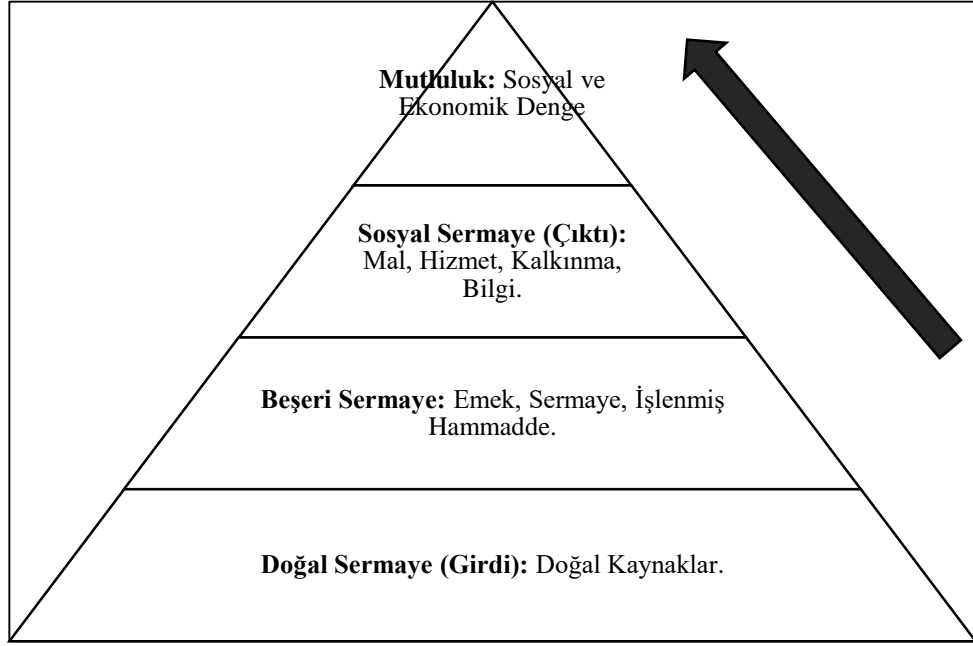 Mutluluk: Sosyal ve
Ekonomik Denge
Sosyal Sermaye (Çıktı):
Mal, Hizmet, Kalkınma,
Bilgi.
Beşeri Sermaye: Emek, Sermaye, İşlenmiş
Hammadde.
Doğal Sermaye (Girdi): Doğal Kaynaklar.